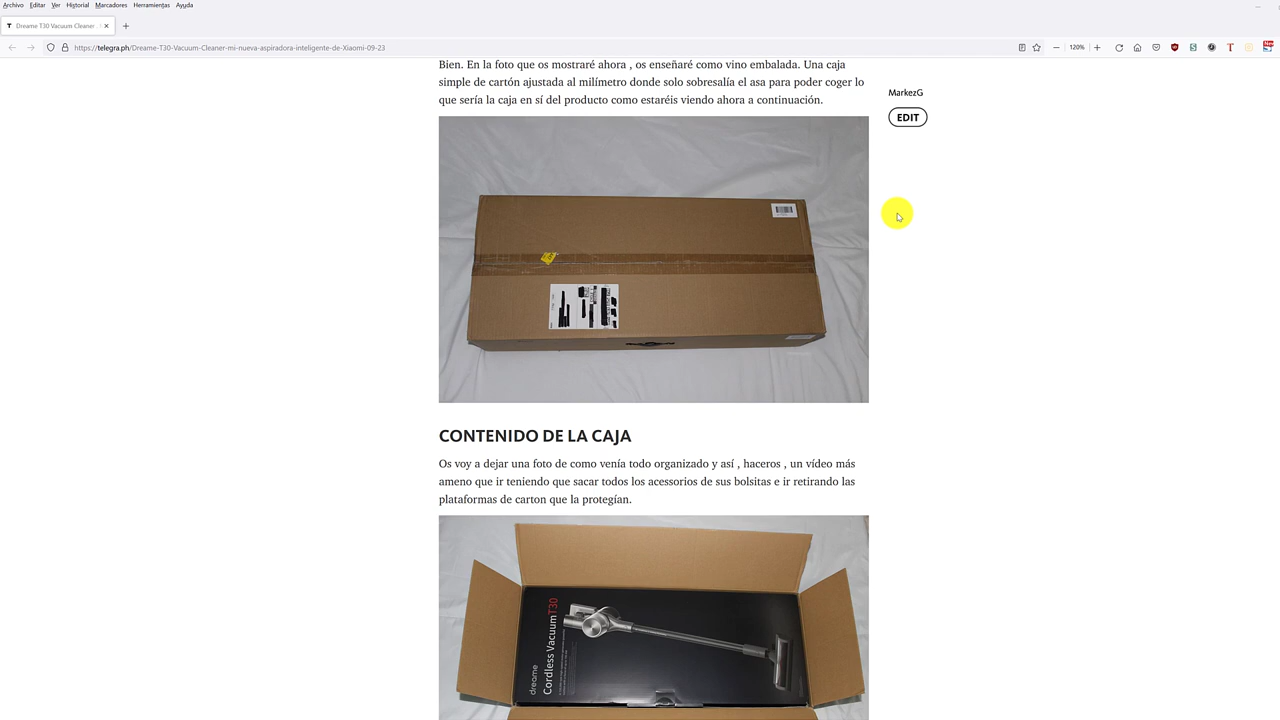 Archivo Editar Ver Historial Marcadores Herramientas Ayuda
Dreame T30 Vacuum Cleaner
https://telegra.ph/Dreame-T30-Vacuum-Cleaner-mi-nueva-aspiradora-inteligente-de-Xiaomi-09-23
120%
Bien. En la foto que os mostraré ahora , os enseñaré como vino embalada. Una caja
simple de cartón ajustada al milímetro donde solo sobresalía el asa para poder coger lo
que sería la caja en sí del producto como estaréis viendo ahora a continuación.
MarkezG
EDIT
CONTENIDO DE LA CAJA
Os voy a dejar una foto de como venía todo organizado y así , haceros , un vídeo más
ameno que ir teniendo que sacar todos los acessorios de sus bolsitas e ir retirando las
plataformas de carton que la protegían.
dreame
Cordless Vacuum T30